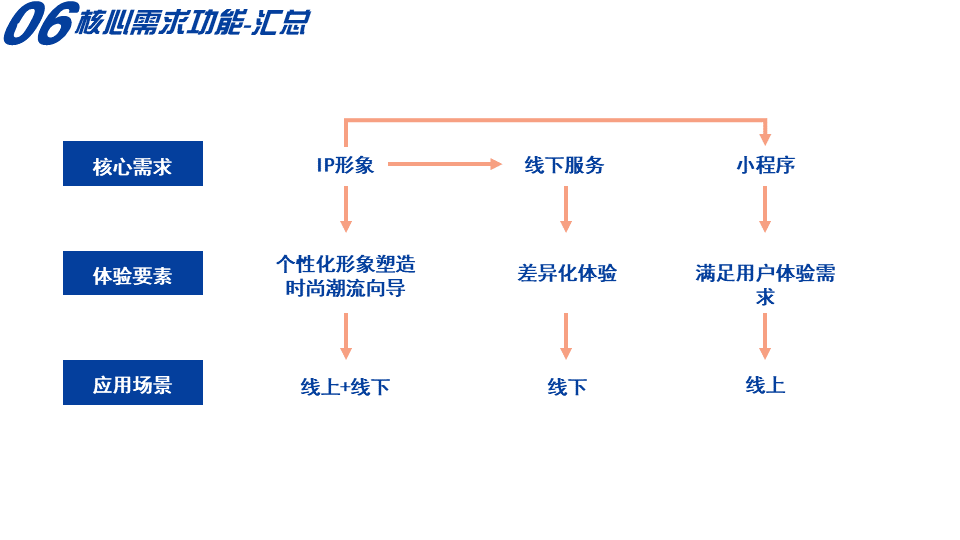 06核心需求功能-汇总
核心需求
IP形象
线下服务
小程序
体验要素
个性化形象塑造
时尚潮流向导
差异化体验
满足用户体验需
求
应用场景
线上+线下
线下
线上